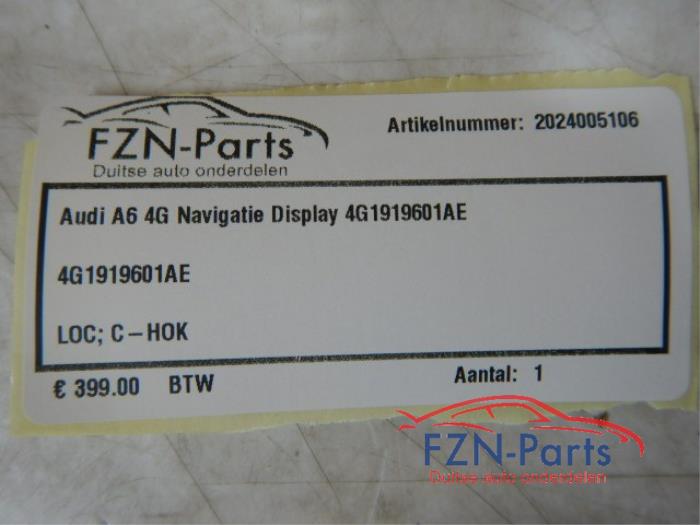 FZN-Parts
Duitse auto onderdelen
Artikelnummer: 2024005106
Audi A6 4G Navigatie Display 4G1919601AE
4G1919601AE
LOC; C-HOK
€ 399.00 BTW
Aantal: 1
FZN-Parts
Duitse auto onderdelen